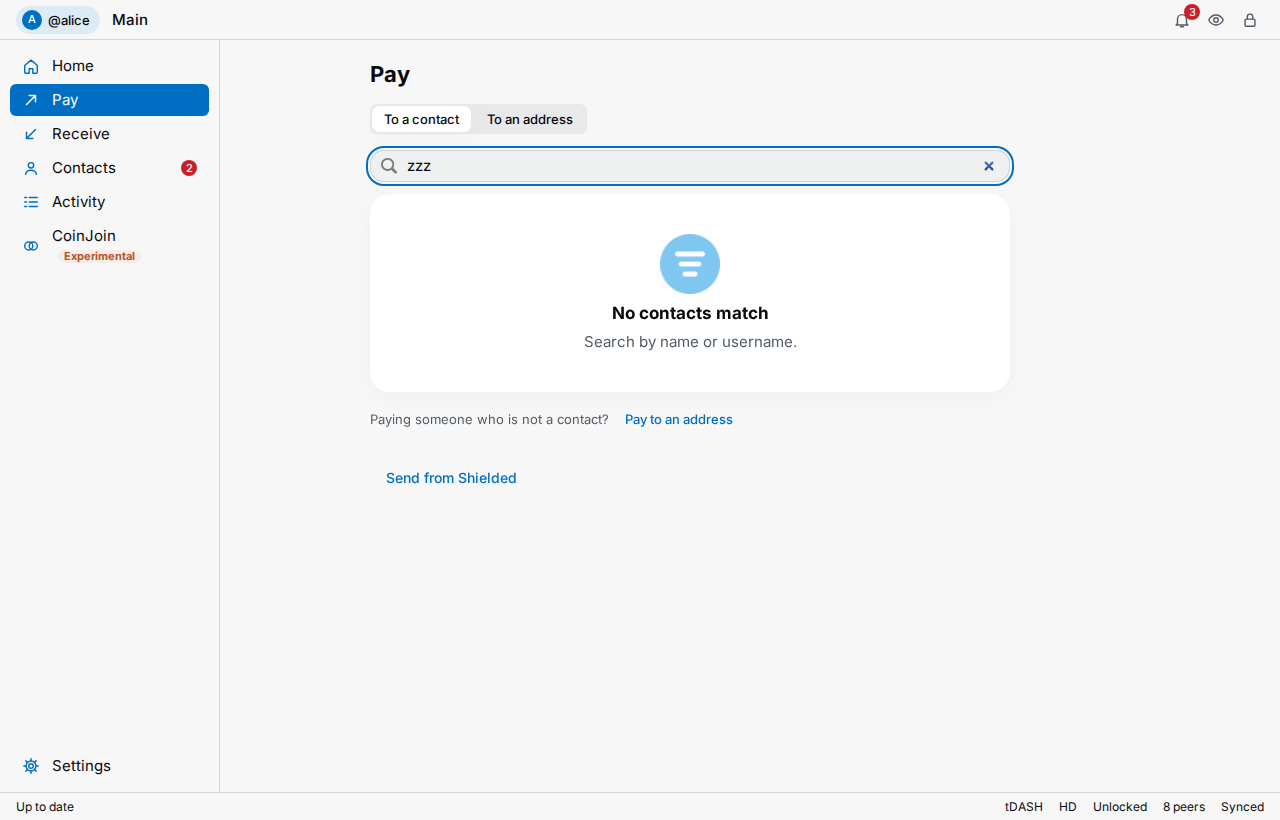 A @alice Main 3
Home
Pay
Receive
Contacts 2
Activity
CoinJoin
Experimental
Settings
Pay
To a contact To an address
zzz
No contacts match
Search by name or username.
Paying someone who is not a contact? Pay to an address
Send from Shielded
Up to date tDASH HD Unlocked 8 peers Synced